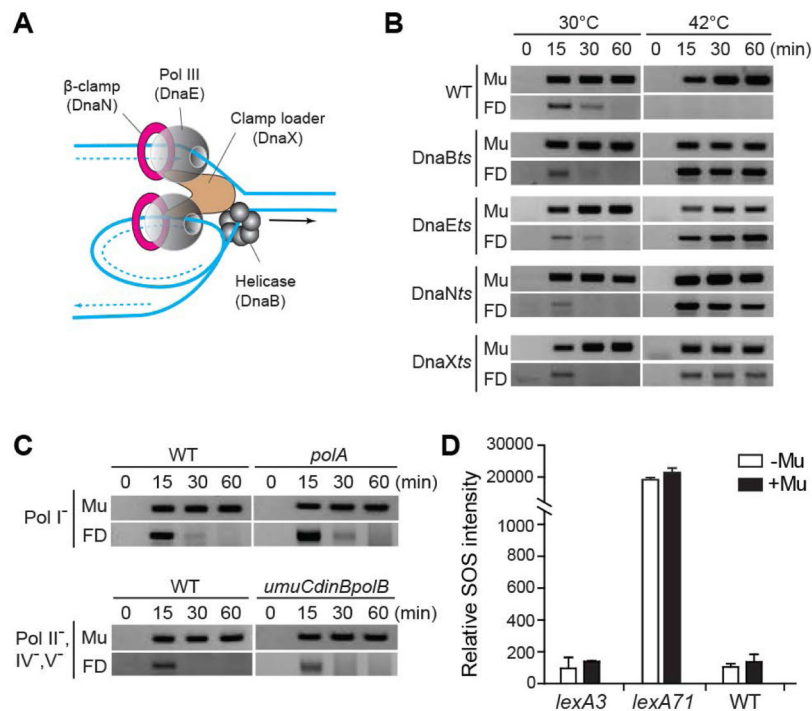 A
β-clamp
(DnaN)
Pol III
(DnaE)
Clamp loader
(DnaX)
Helicase
(DnaB)
B
30°C 42°C
0 15 30 60 0 15 30 60 (min)
WT
Mu
FD
DnaBts
Mu
FD
DnaEts
Mu
FD
DnaNts
Mu
FD
DnaXts
Mu
FD
C
WT polA
0 15 30 60 0 15 30 60 (min)
Pol I⁻
Mu
FD
WT umuCdinBpolB
0 15 30 60 0 15 30 60 (min)
Pol II⁻,
IV⁻,V⁻
Mu
FD
D
Relative SOS intensity
30000
20000
1000
800
600
400
200
0
-Mu
+Mu
lexA3 lexA71 WT